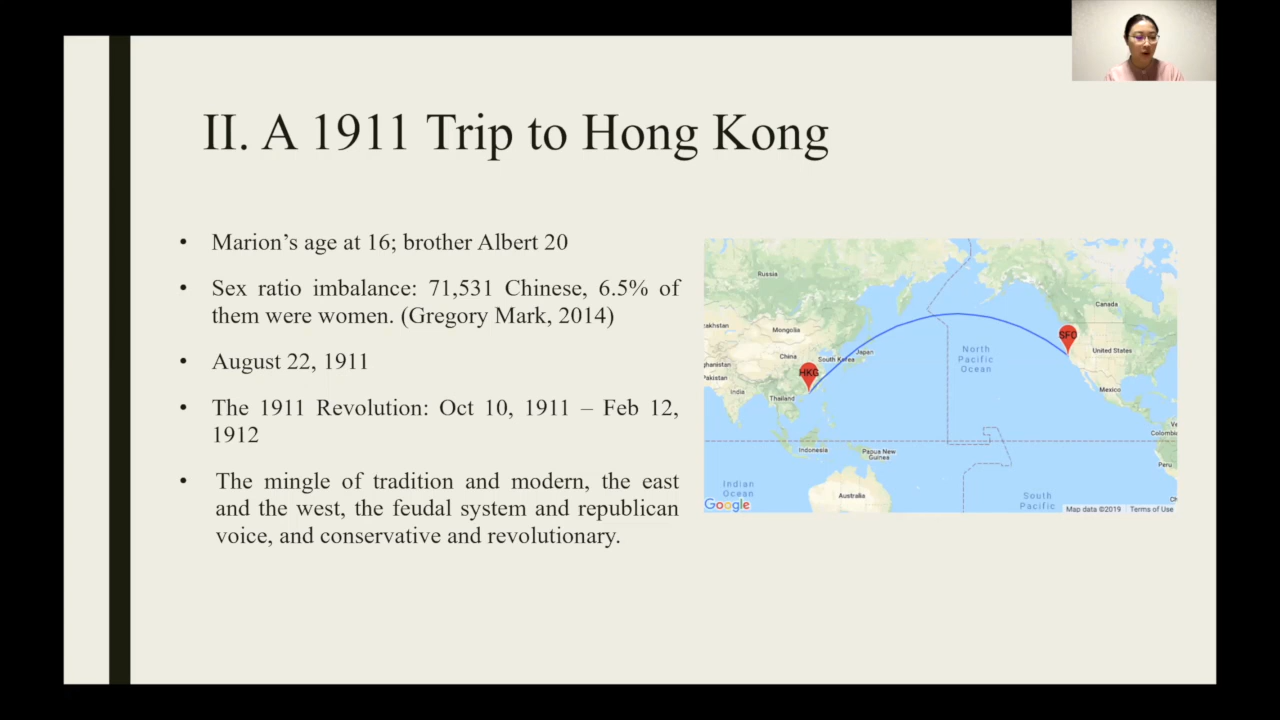 II. A 1911 Trip to Hong Kong
• Marion’s age at 16; brother Albert 20
• Sex ratio imbalance: 71,531 Chinese, 6.5% of
them were women. (Gregory Mark, 2014)
• August 22, 1911
• The 1911 Revolution: Oct 10, 1911 – Feb 12,
1912
• The mingle of tradition and modern, the east
and the west, the feudal system and republican
voice, and conservative and revolutionary.
Russia
Canada
zakhstan
Mongolia
SFO
North
Pacific
Ocean
United States
China
South Korea
Japan
ghanistan
HKG
Pakistan
India
Thailand
Mexico
Ve
Colombi
Indonesia
Papua New
Guinea
Peru
Indian
Ocean
Australia
South
Pacific
Ch
Google
Map data ©2019
Terms of Use